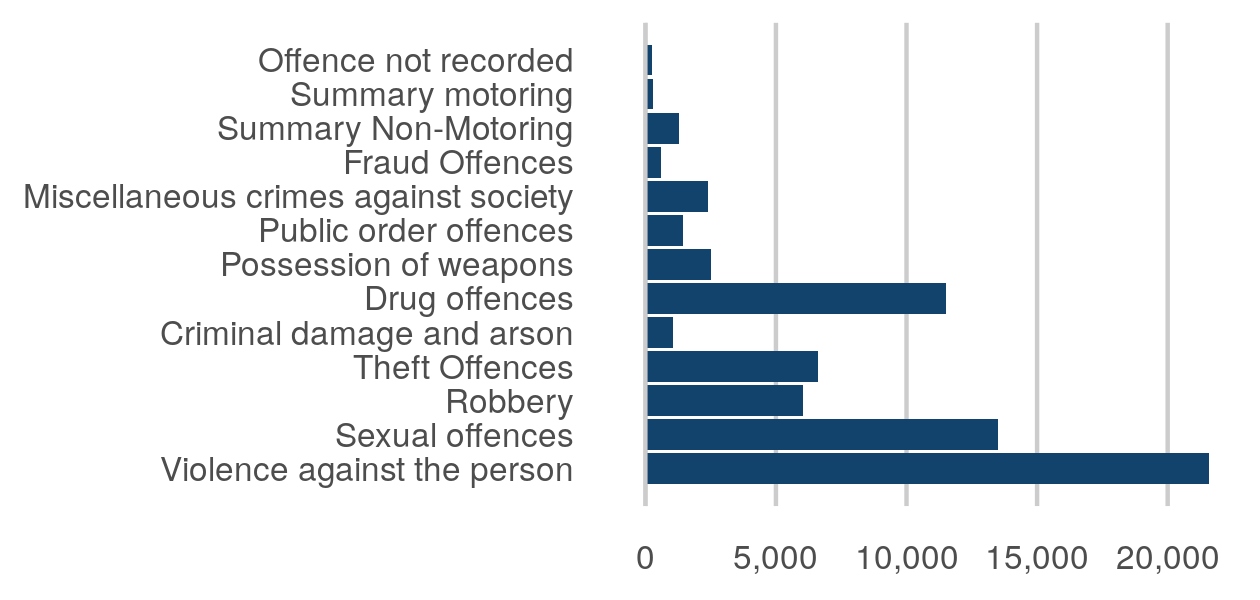 Offence not recorded
Summary motoring
Summary Non-Motoring
Fraud Offences
Miscellaneous crimes against society
Public order offences
Possession of weapons
Drug offences
Criminal damage and arson
Theft Offences
Robbery
Sexual offences
Violence against the person
0 5,000 10,000 15,000 20,000